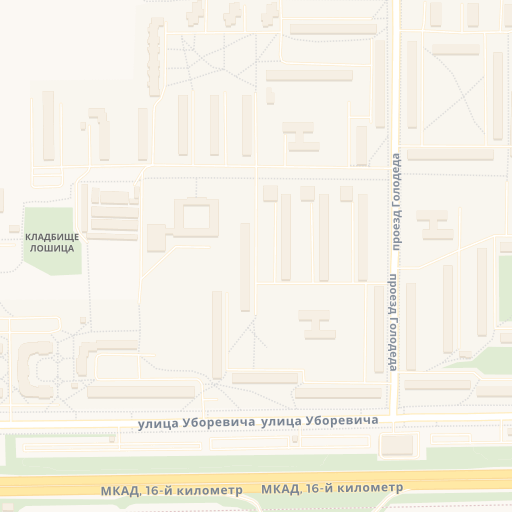 проезд Голодеда
КЛАДБИЩЕ
ЛОШИЦА
проезд Голодеда
улица Уборевича улица Уборевича
МКАД, 16-й километр МКАД, 16-й километр